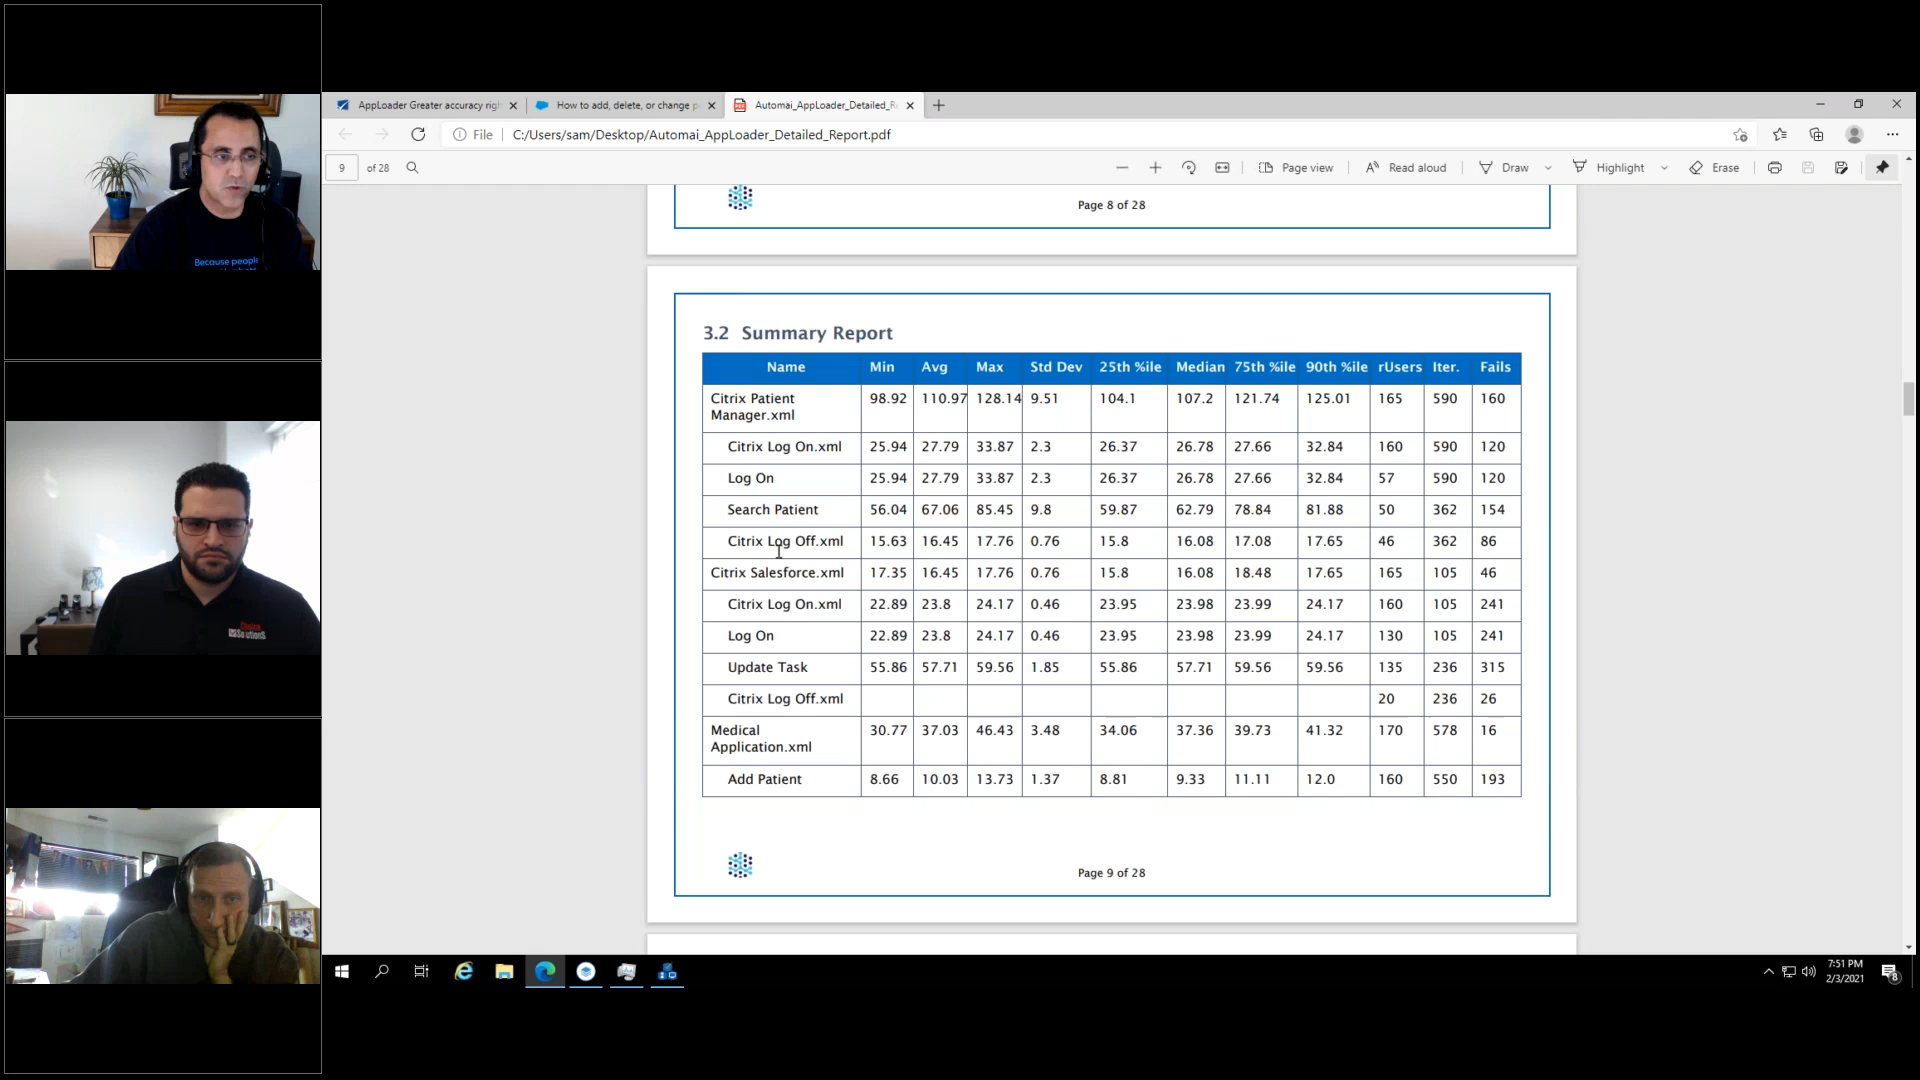 AppLoader Greater accuracy righ
How to add, delete, or change p
Automai_AppLoader_Detailed_R
File C:/Users/sam/Desktop/Automai_AppLoader_Detailed_Report.pdf
9 of 28 Page view Read aloud Draw Highlight Erase
Page 8 of 28
Because people
3.2 Summary Report
Name Min Avg Max Std Dev 25th %ile Median 75th %ile 90th %ile rUsers Iter. Fails
Citrix Patient Manager.xml 98.92 110.97 128.14 9.51 104.1 107.2 121.74 125.01 165 590 160
Citrix Log On.xml 25.94 27.79 33.87 2.3 26.37 26.78 27.66 32.84 160 590 120
Log On 25.94 27.79 33.87 2.3 26.37 26.78 27.66 32.84 57 590 120
Search Patient 56.04 67.06 85.45 9.8 59.87 62.79 78.84 81.88 50 362 154
Citrix Log Off.xml 15.63 16.45 17.76 0.76 15.8 16.08 17.08 17.65 46 362 86
Citrix Salesforce.xml 17.35 16.45 17.76 0.76 15.8 16.08 18.48 17.65 165 105 46
Citrix Log On.xml 22.89 23.8 24.17 0.46 23.95 23.98 23.99 24.17 160 105 241
Log On 22.89 23.8 24.17 0.46 23.95 23.98 23.99 24.17 130 105 241
Update Task 55.86 57.71 59.56 1.85 55.86 57.71 59.56 59.56 135 236 315
Citrix Log Off.xml 20 236 26
Medical Application.xml 30.77 37.03 46.43 3.48 34.06 37.36 39.73 41.32 170 578 16
Add Patient 8.66 10.03 13.73 1.37 8.81 9.33 11.11 12.0 160 550 193
Page 9 of 28
Choice
Solutions
7:51 PM
2/3/2021
8